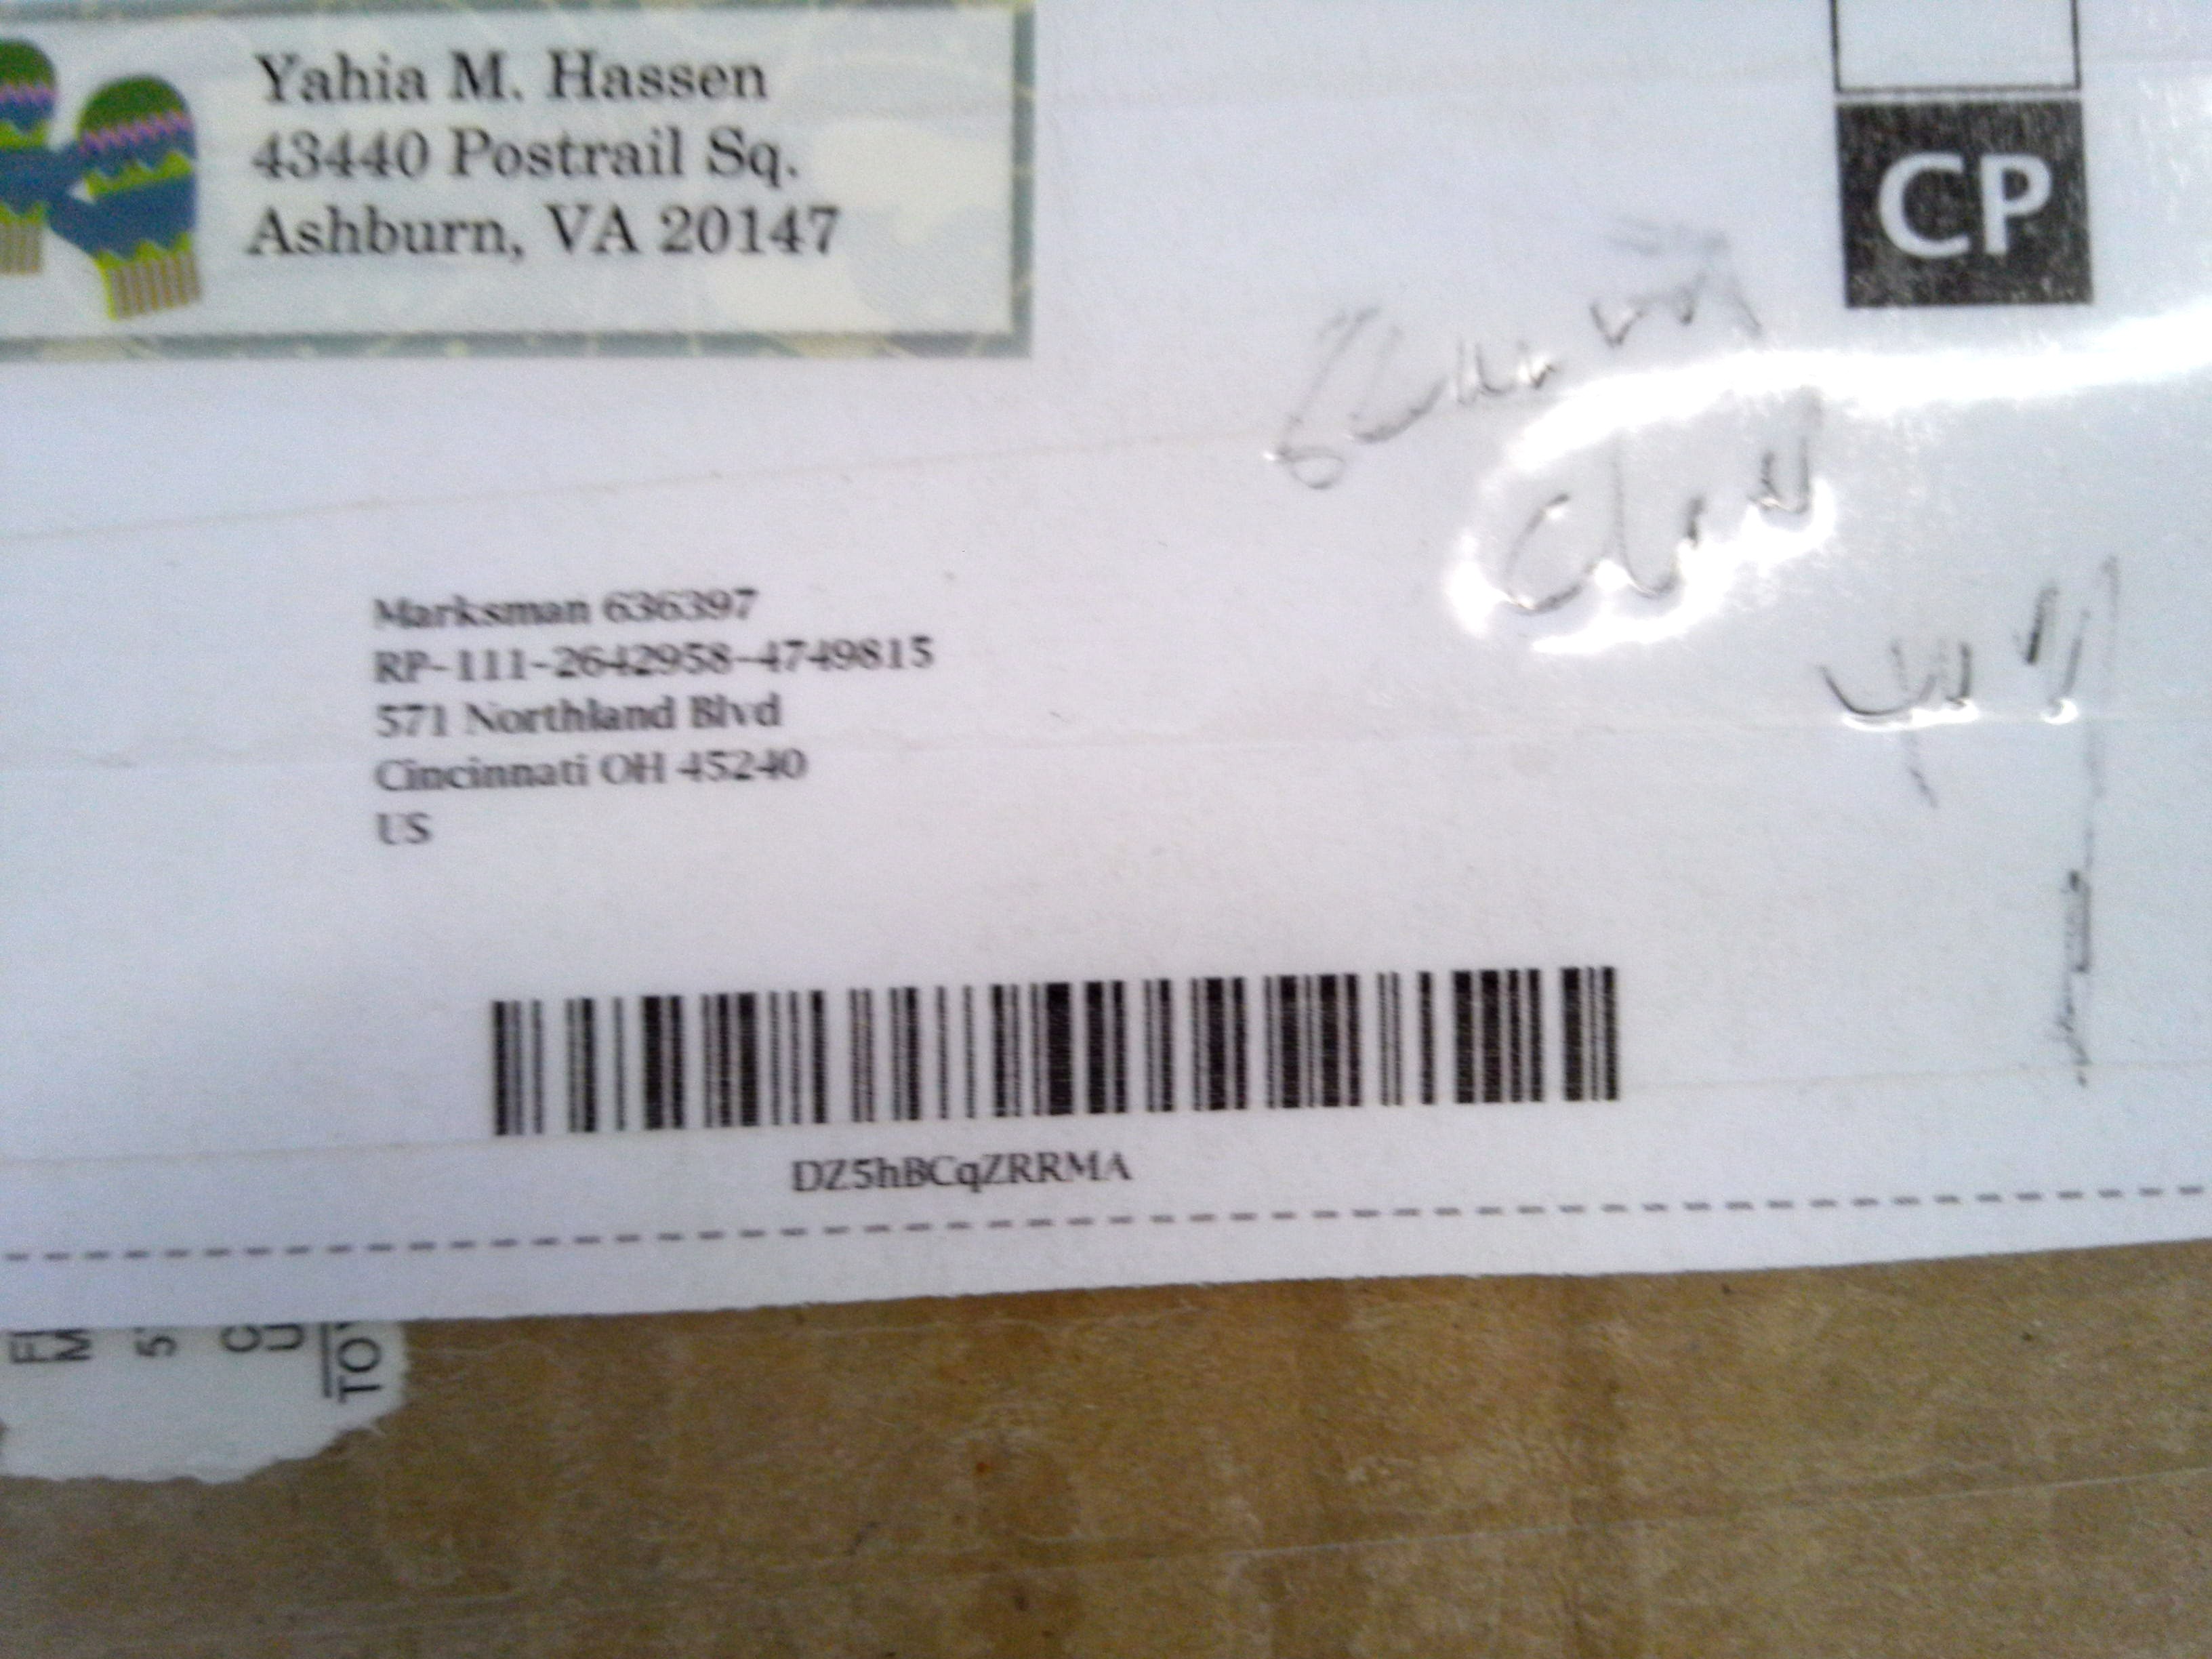 Yahia M. Hassen
43440 Postrail Sq.
Ashburn, VA 20147
CP
Marksman 636397
RP-111-2642958-4749815
571 Northland Blvd
Cincinnati OH 45240
US
DZ5hBCqZRRMA
TO